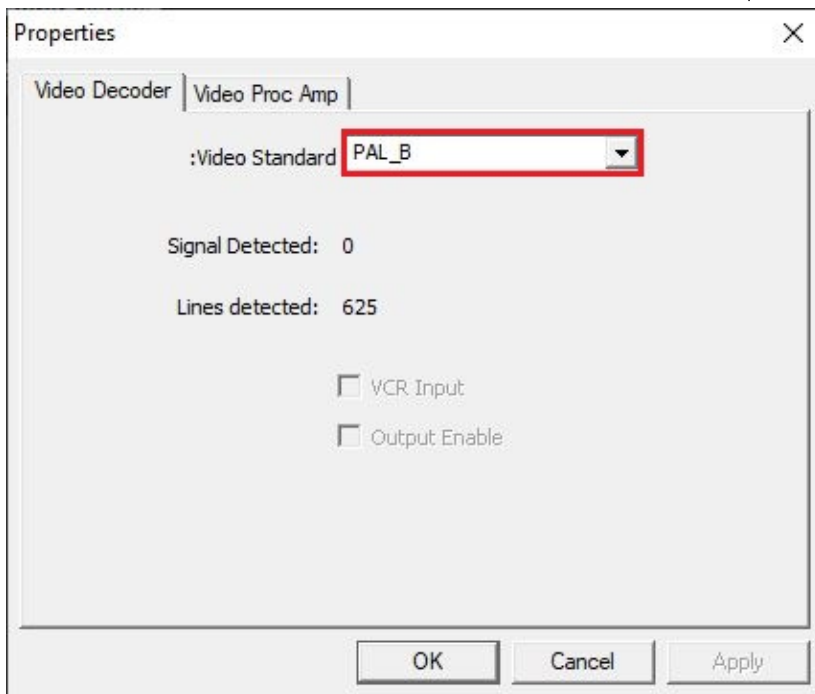 Properties
Video Decoder Video Proc Amp
:Video Standard PAL_B
Signal Detected: 0
Lines detected: 625
VCR Input
Output Enable
OK Cancel Apply